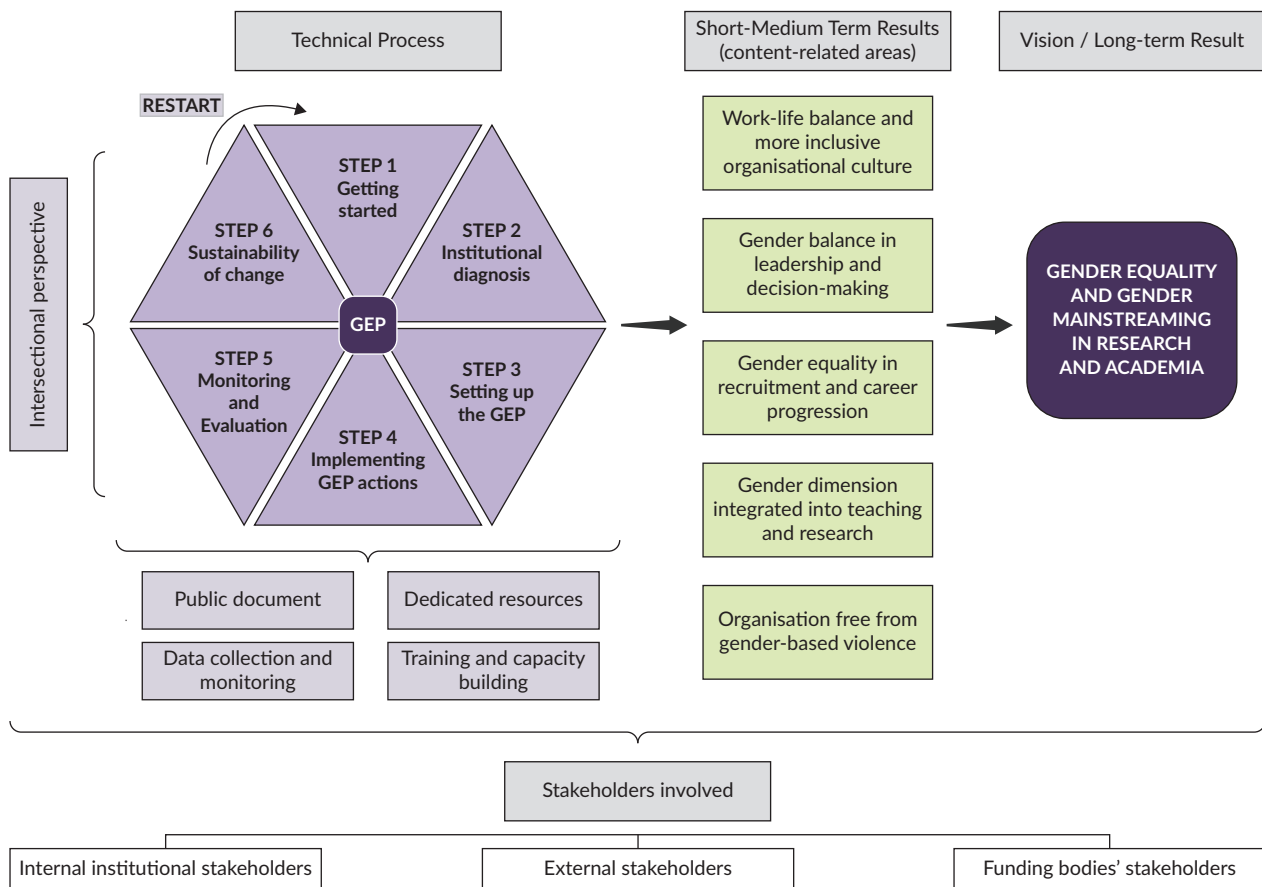 Technical Process
Short-Medium Term Results
(content-related areas)
Vision / Long-term Result
RESTART
Intersectional perspective
STEP 1
Getting
started
STEP 2
Institutional
diagnosis
STEP 3
Setting up
the GEP
STEP 4
Implementing
GEP actions
STEP 5
Monitoring
and
Evaluation
STEP 6
Sustainability
of change
GEP
Public document
Dedicated resources
Data collection and
monitoring
Training and capacity
building
Work-life balance and
more inclusive
organisational culture
Gender balance in
leadership and
decision-making
Gender equality in
recruitment and career
progression
Gender dimension
integrated into teaching
and research
Organisation free from
gender-based violence
GENDER EQUALITY
AND GENDER
MAINSTREAMING
IN RESEARCH
AND ACADEMIA
Stakeholders involved
Internal institutional stakeholders
External stakeholders
Funding bodies’ stakeholders